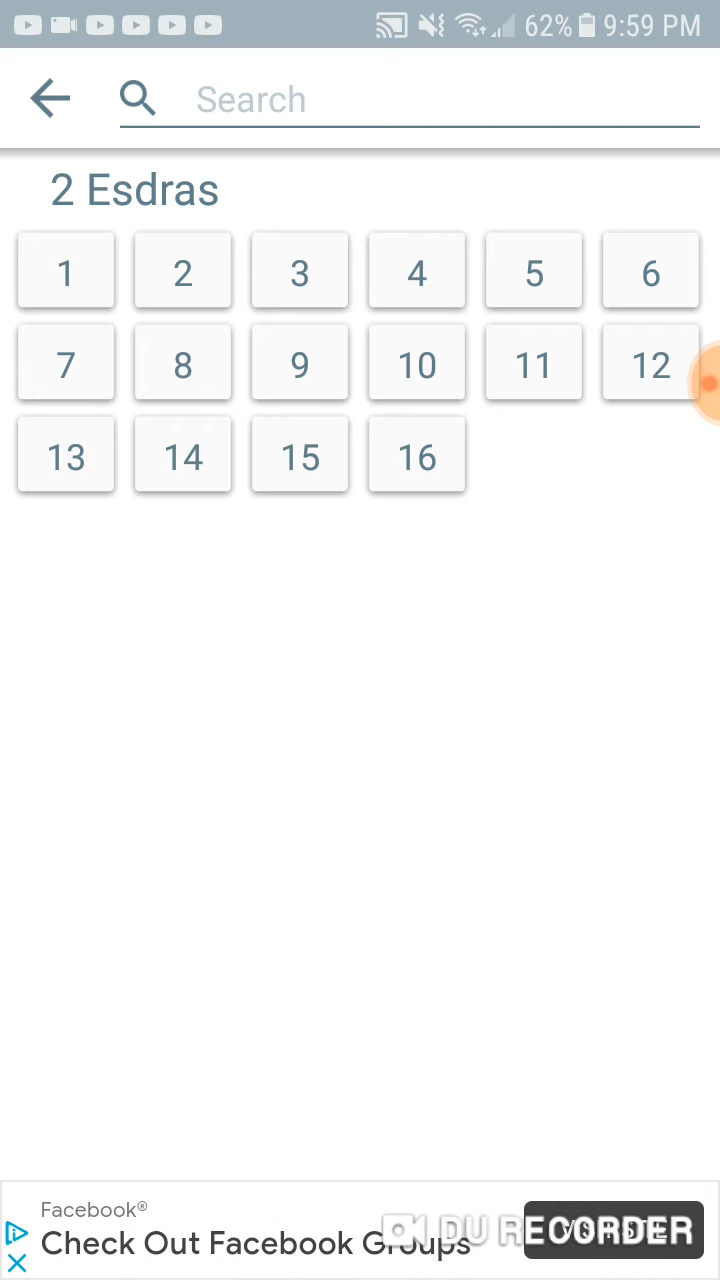 62% 9:59 PM
Search
2 Esdras
1 2 3 4 5 6
7 8 9 10 11 12
13 14 15 16
Facebook®
Check Out Facebook Groups
DU RECORDER